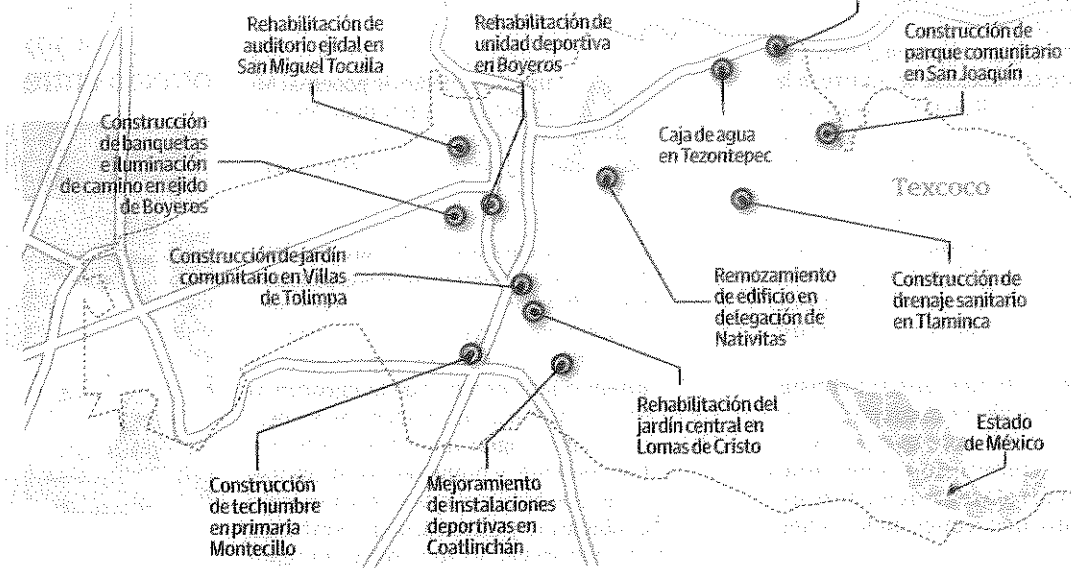 Rehabilitación de
auditorio ejidal en
San Miguel Tocuila
Rehabilitación de
unidad deportiva
en Boyeros
Construcción de
parque comunitario
en San Joaquín
Construcción
de banquetas
e iluminación
de camino en ejido
de Boyeros
Caja de agua
en Tezontepec
Texcoco
Construcción de jardín
comunitario en Villas
de Tolimpa
Remozamiento
de edificio en
delegación de
Nativitas
Construcción de
drenaje sanitario
en Tlaminca
Rehabilitación del
jardín central en
Lomas de Cristo
Estado
de México
Construcción
de techumbre
en primaria
Montecillo
Mejoramiento
de instalaciones
deportivas en
Coatlinchán